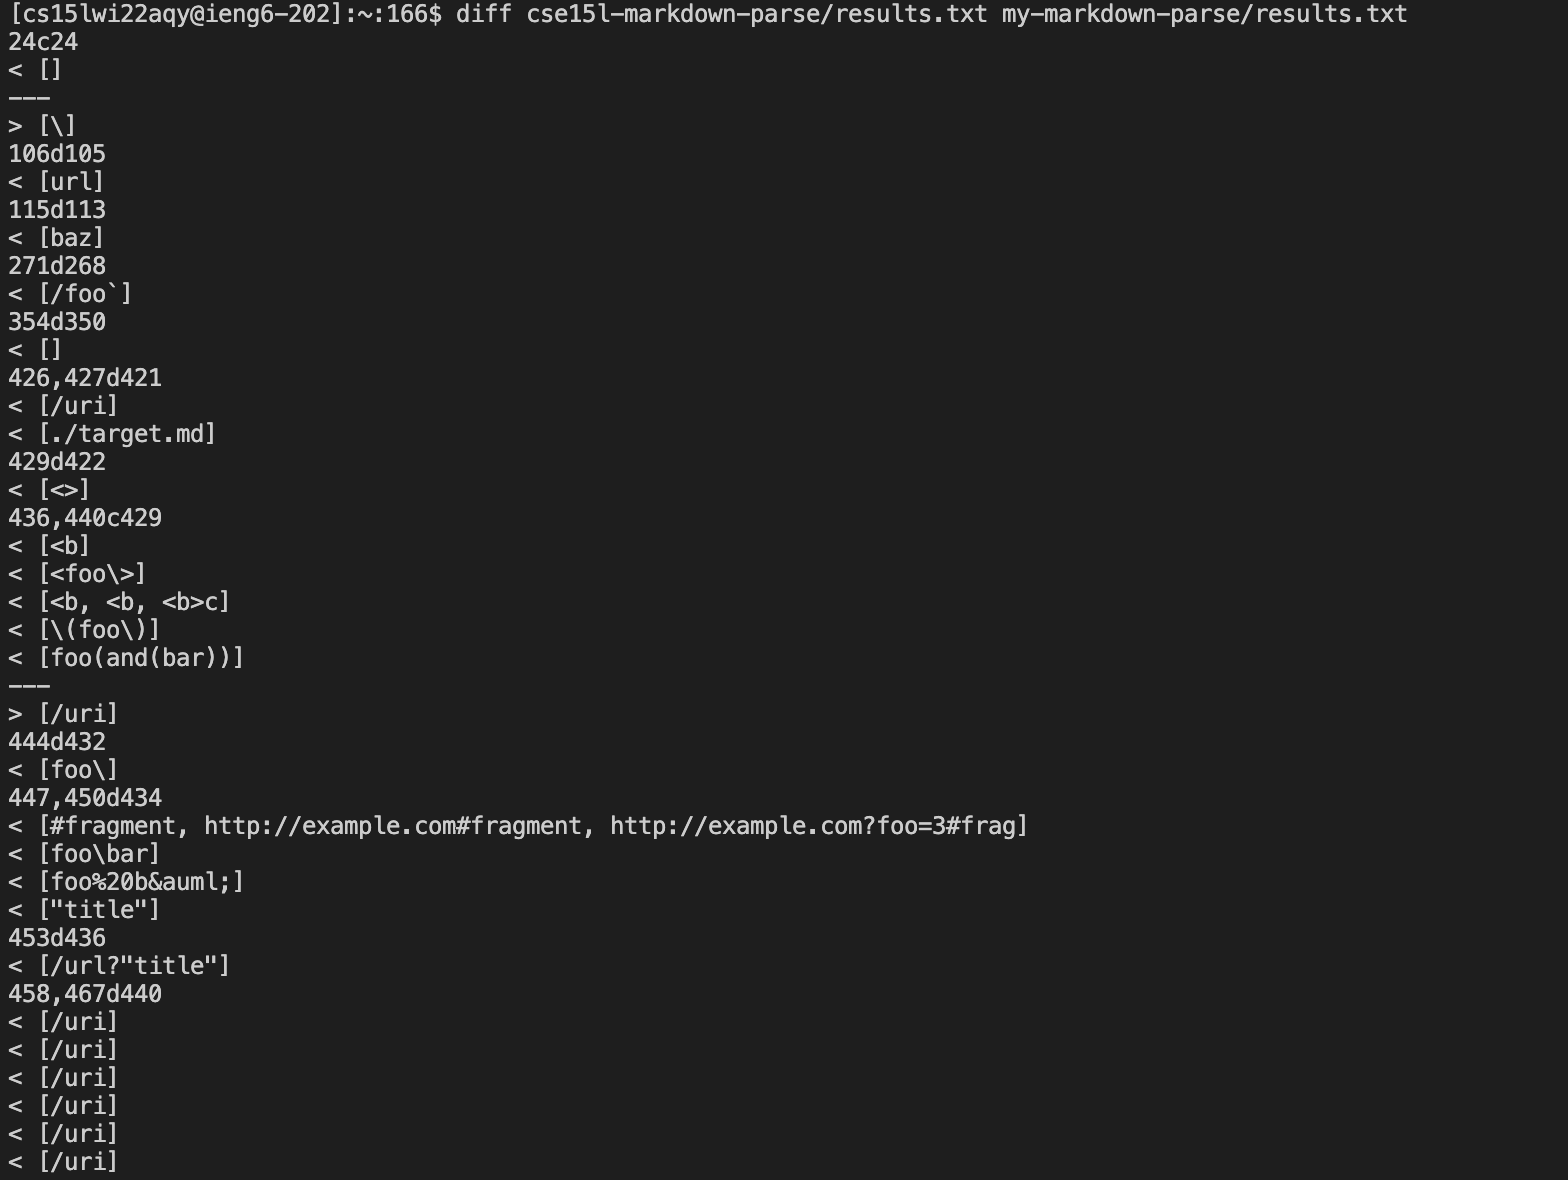 [cs15lwi22aqy@ieng6-202]:~:166$ diff cse15l-markdown-parse/results.txt my-markdown-parse/results.txt
24c24
< []
---
> [\]
106d105
< [url]
115d113
< [baz]
271d268
< [/foo`]
354d350
< []
426,427d421
< [/uri]
< [./target.md]
429d422
< [<>]
436,440c429
< [<b]
< [<foo\>]
< [<b, <b, <b>c]
< [\(foo\)]
< [foo(and(bar))]
---
> [/uri]
444d432
< [foo\]
447,450d434
< [#fragment, http://example.com#fragment, http://example.com?foo=3#frag]
< [foo\bar]
< [foo%20b&auml;]
< ["title"]
453d436
< [/url?"title"]
458,467d440
< [/uri]
< [/uri]
< [/uri]
< [/uri]
< [/uri]
< [/uri]